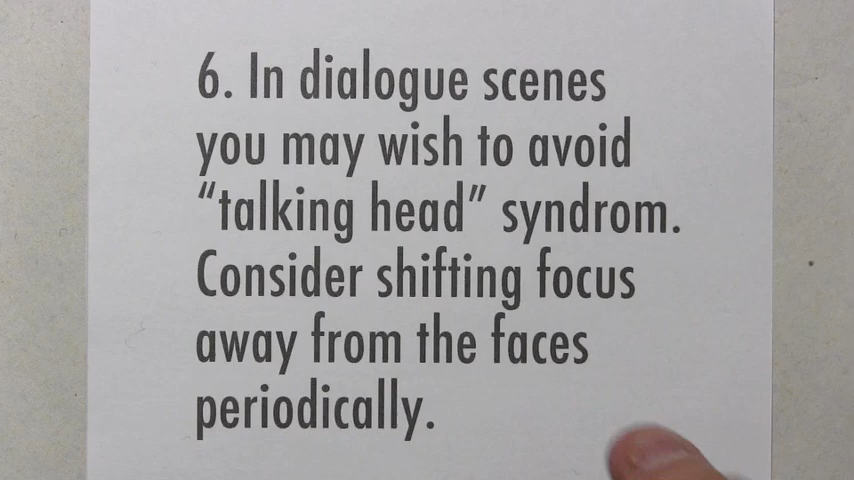 6. In dialogue scenes
you may wish to avoid
“talking head” syndrom.
Consider shifting focus
away from the faces
periodically.